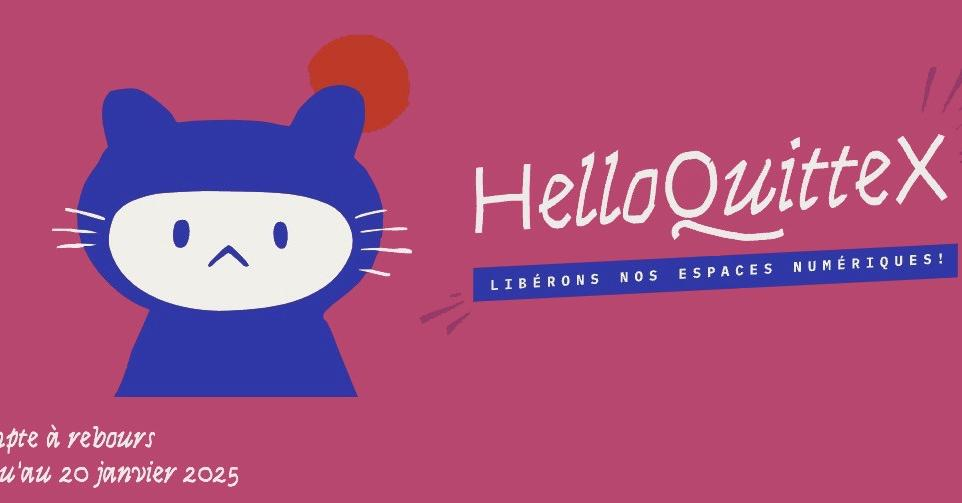 HelloQuitteX
LIBÉRONS NOS ESPACES NUMÉRIQUES!
à rebours
20 janvier 2025